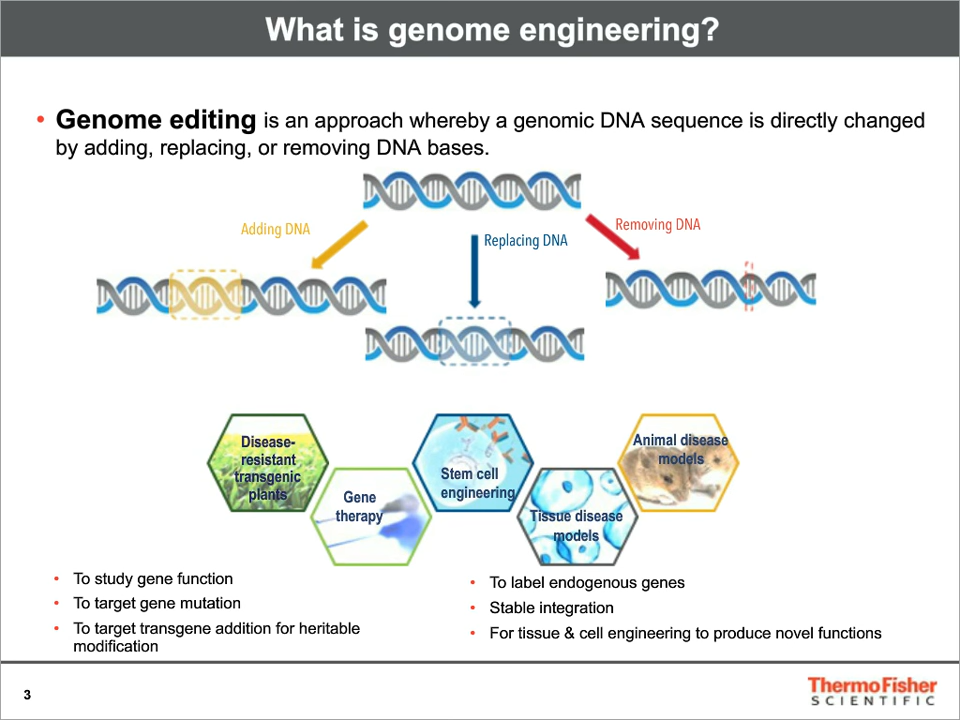 What is genome engineering?
• Genome editing is an approach whereby a genomic DNA sequence is directly changed
by adding, replacing, or removing DNA bases.
Adding DNA
Replacing DNA
Removing DNA
Disease-
resistant
transgenic
plants
Gene
therapy
Stem cell
engineering
Tissue disease
models
Animal disease
models
• To study gene function
• To target gene mutation
• To target transgene addition for heritable
modification
• To label endogenous genes
• Stable integration
• For tissue & cell engineering to produce novel functions
3
ThermoFisher
SCIENTIFIC